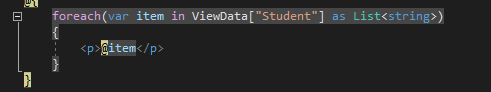 @{
foreach(var item in ViewData["Student"] as List<string>)
{
<p>@item</p>
}
}